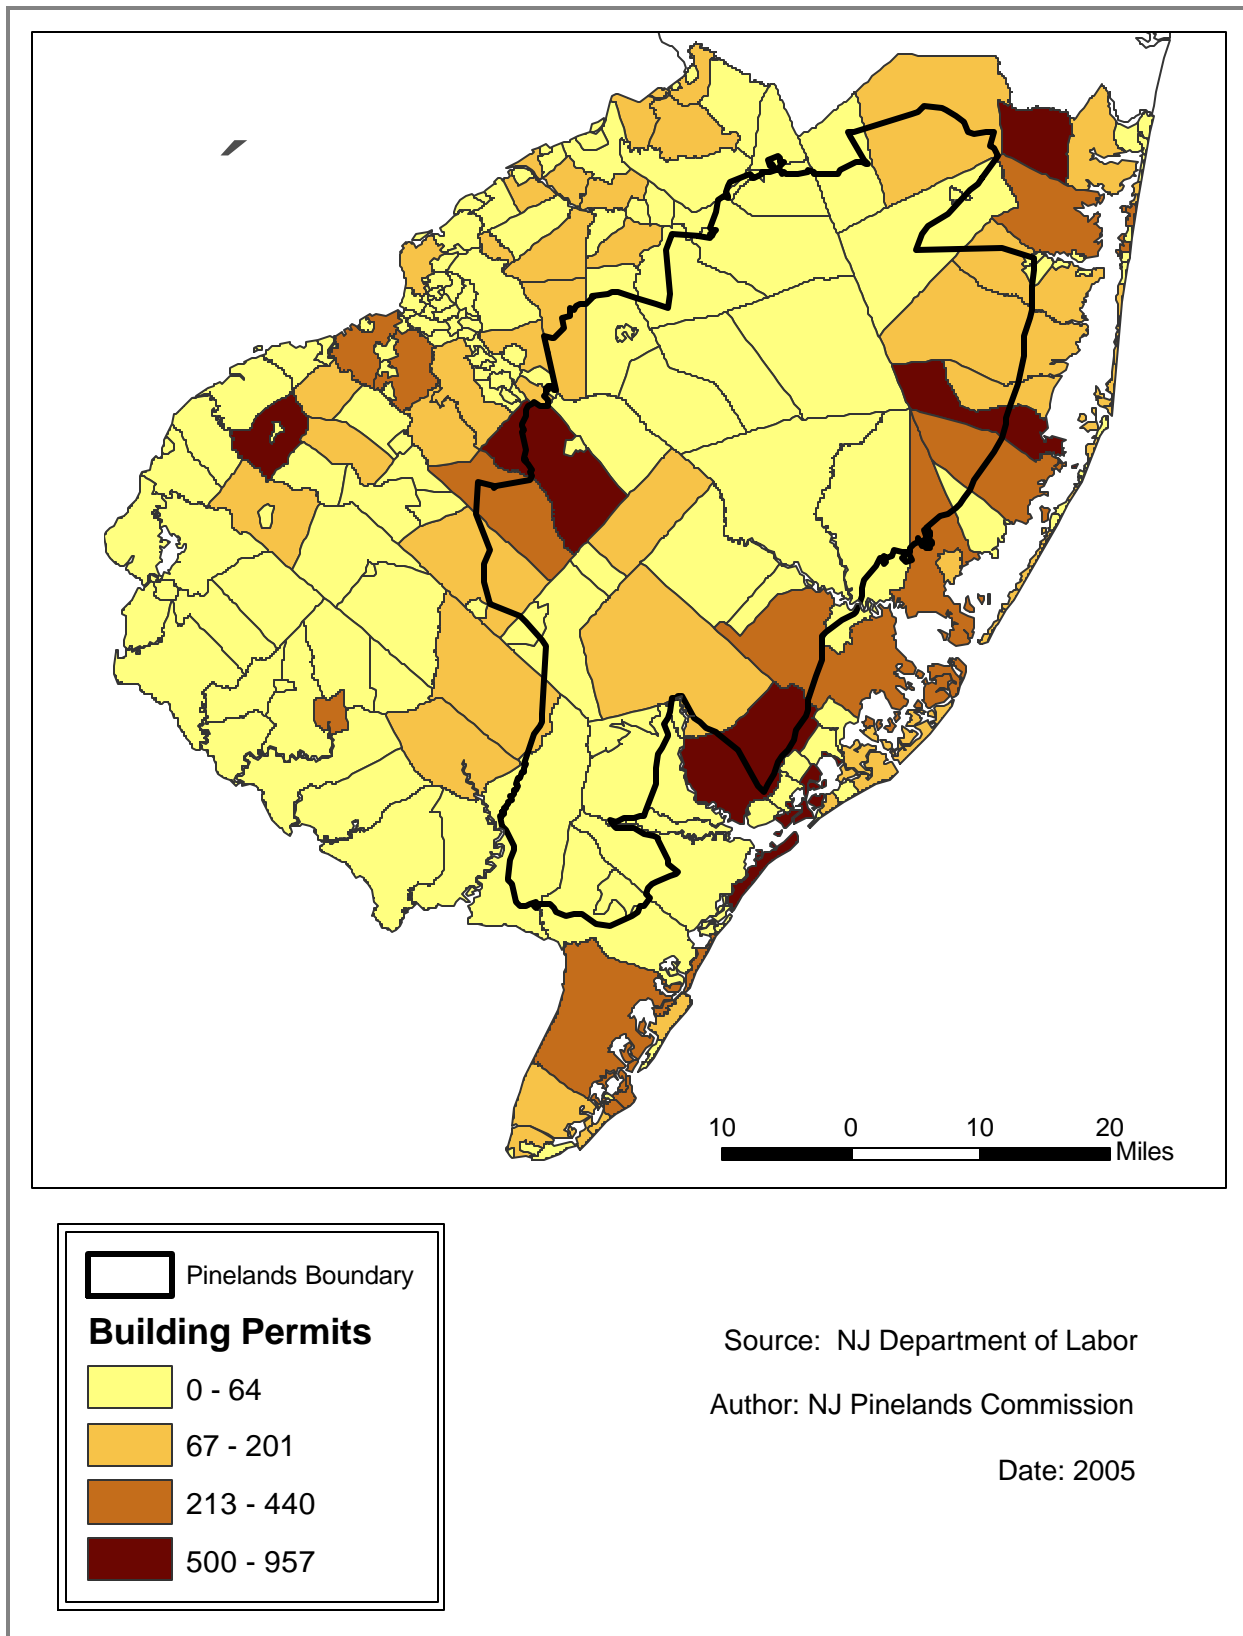 10 0 10 20
Miles
Pinelands Boundary
Building Permits
0 - 64
67 - 201
213 - 440
500 - 957
Source: NJ Department of Labor
Author: NJ Pinelands Commission
Date: 2005